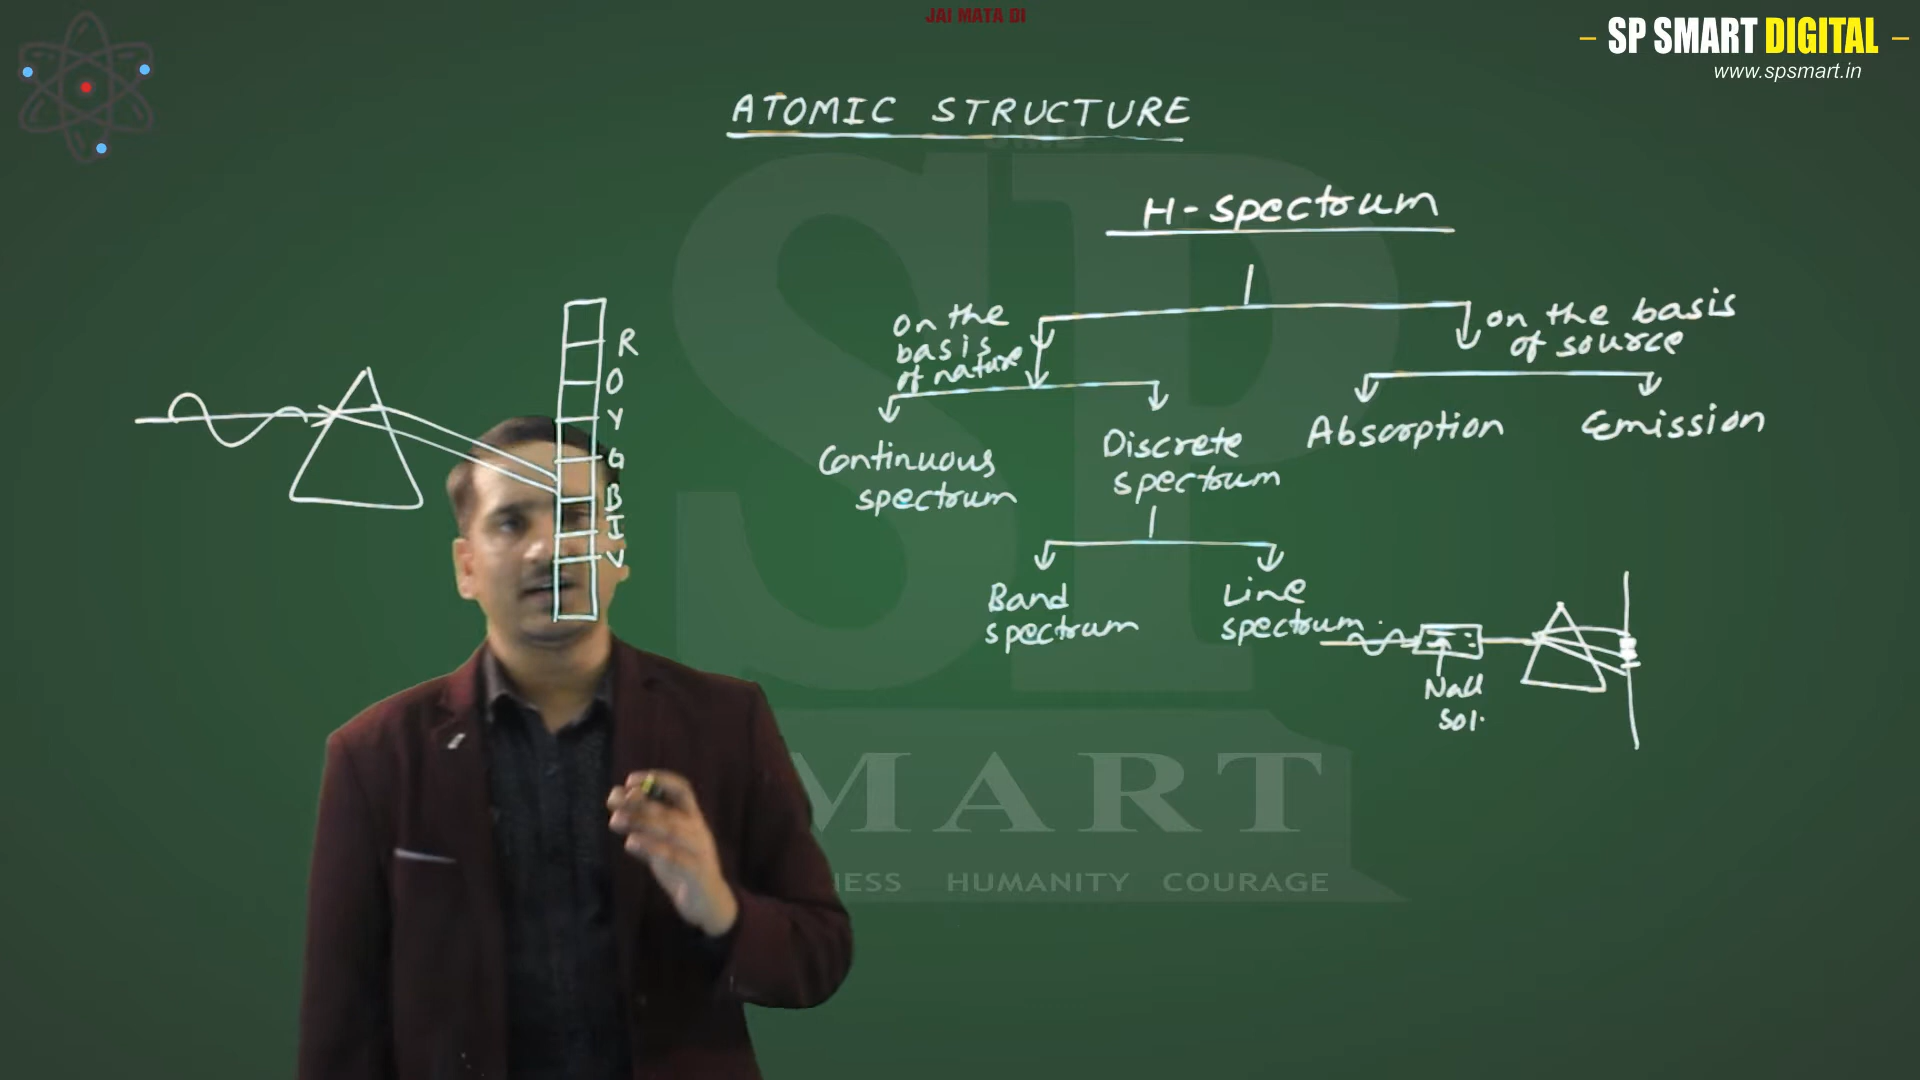 JAI MATA DI
SP SMART DIGITAL
www.spsmart.in
ATOMIC STRUCTURE
H-spectrum
on the
basis
of nature
on the basis
of source
Continuous
spectrum
Discrete
spectrum
Absorption
Emission
Band
spectrum
Line
spectrum
R
O
Y
G
B
I
V
Nacl
sol.
SP
MART
HUMANITY COURAGE